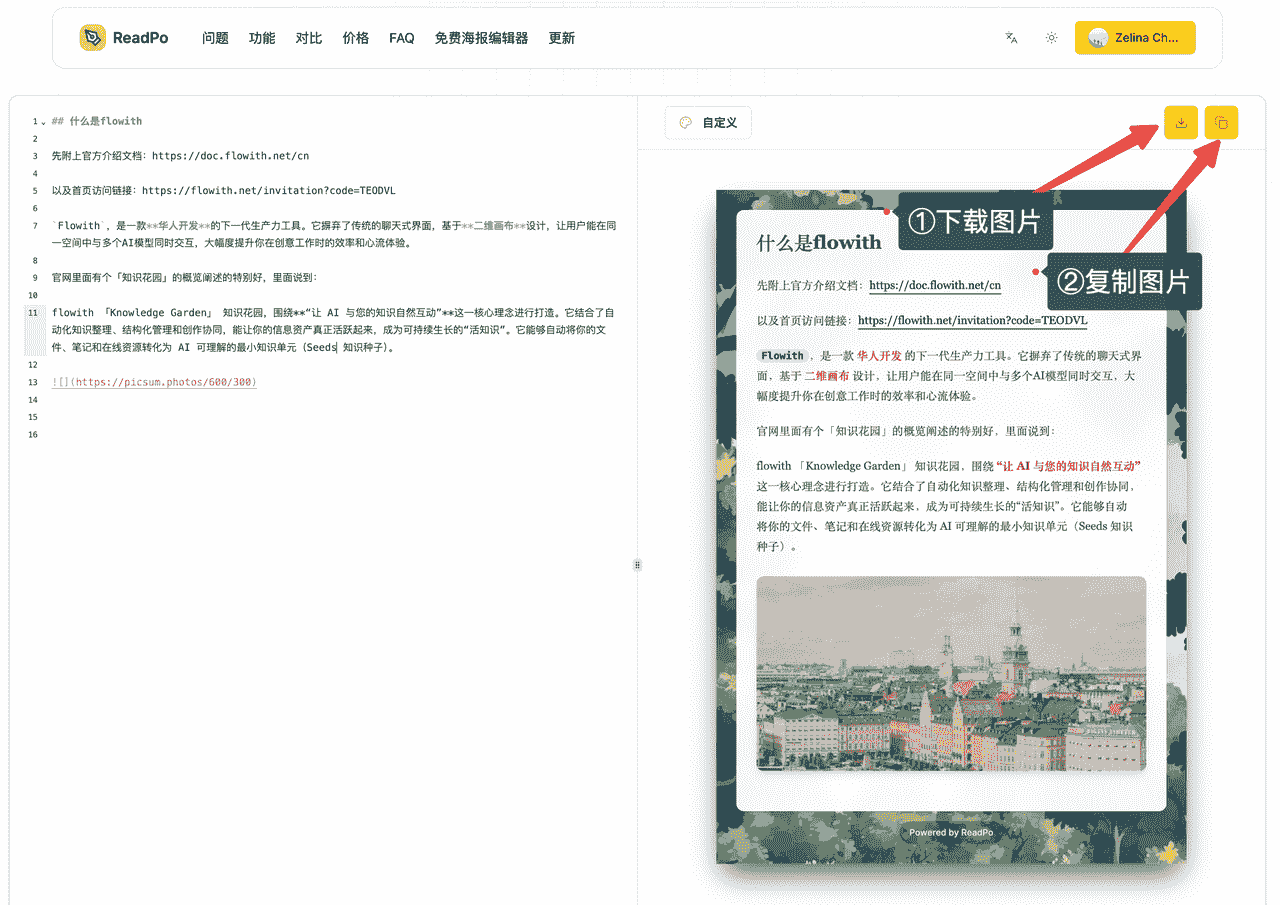 ReadPo 问题 功能 对比 价格 FAQ 免费海报编辑器 更新 Zelina Ch...
1 ## 什么是flowith
2
3 先附上官方介绍文档：https://doc.flowith.net/cn
4
5 以及首页访问链接：https://flowith.net/invitation?code=TEODVL
6
7 `Flowith`，是一款**华人开发**的下一代生产力工具。它摒弃了传统的聊天式界面，基于**二维画布**设计，让用户能在同
一空间中与多个AI模型同时交互，大幅度提升你在创意工作时的效率和心流体验。
8
9 官网里面有个「知识花园」的概览阐述的特别好，里面说到：
10
11 flowith 「Knowledge Garden」 知识花园，围绕**“让 AI 与您的知识自然互动”**这一核心理念进行打造。它结合了自
动化知识整理、结构化管理和创作协同，能让你的信息资产真正活跃起来，成为可持续生长的“活知识”。它能够自动将你的文
件、笔记和在线资源转化为 AI 可理解的最小知识单元（Seeds 知识种子）。
12
13 ![](https://picsum.photos/600/300)
14
15
16
自定义
①下载图片
②复制图片
什么是flowith
先附上官方介绍文档：https://doc.flowith.net/cn
以及首页访问链接：https://flowith.net/invitation?code=TEODVL
Flowith ，是一款 华人开发 的下一代生产力工具。它摒弃了传统的聊天式界
面，基于 二维画布 设计，让用户能在同一空间中与多个AI模型同时交互，大
幅度提升你在创意工作时的效率和心流体验。
官网里面有个「知识花园」的概览阐述的特别好，里面说到：
flowith 「Knowledge Garden」 知识花园，围绕 “让 AI 与您的知识自然互动”
这一核心理念进行打造。它结合了自动化知识整理、结构化管理和创作协同，
能让你的信息资产真正活跃起来，成为可持续生长的“活知识”。它能够自动
将你的文件、笔记和在线资源转化为 AI 可理解的最小知识单元（Seeds 知识
种子）。
Powered by ReadPo